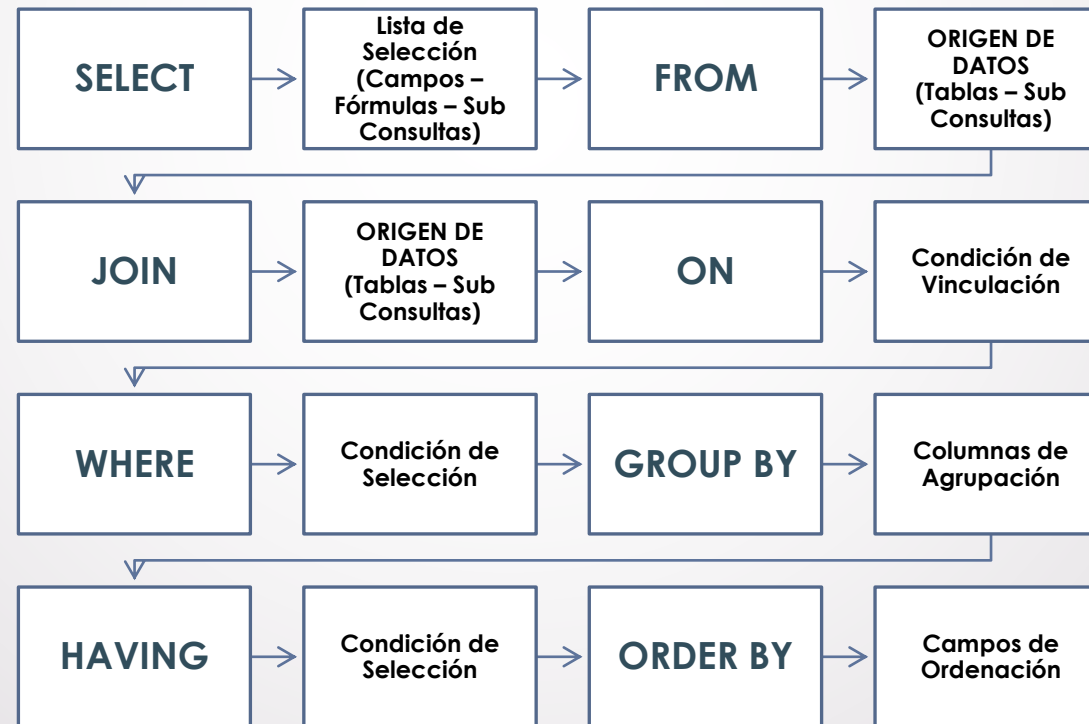 SELECT
Lista de
Selección
(Campos –
Fórmulas – Sub
Consultas)
FROM
ORIGEN DE
DATOS
(Tablas – Sub
Consultas)
JOIN
ORIGEN DE
DATOS
(Tablas – Sub
Consultas)
ON
Condición de
Vinculación
WHERE
Condición de
Selección
GROUP BY
Columnas de
Agrupación
HAVING
Condición de
Selección
ORDER BY
Campos de
Ordenación